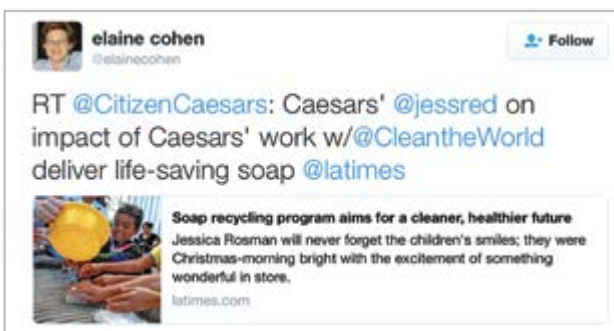 elaine cohen
@elainecohen
Follow
RT @CitizenCaesars: Caesars' @jessred on
impact of Caesars' work w/@CleantheWorld
deliver life-saving soap @latimes
Soap recycling program aims for a cleaner, healthier future
Jessica Rosman will never forget the children's smiles; they were
Christmas-morning bright with the excitement of something
wonderful in store.
latimes.com